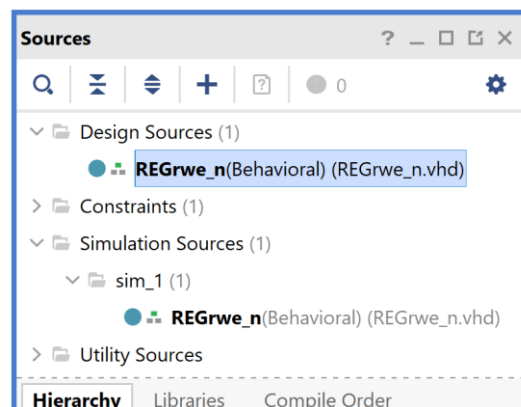 Sources ? _ X
0
Design Sources (1)
REGrwe_n(Behavioral) (REGrwe_n.vhd)
Constraints (1)
Simulation Sources (1)
sim_1 (1)
REGrwe_n(Behavioral) (REGrwe_n.vhd)
Utility Sources
Hierarchy Libraries Compile Order